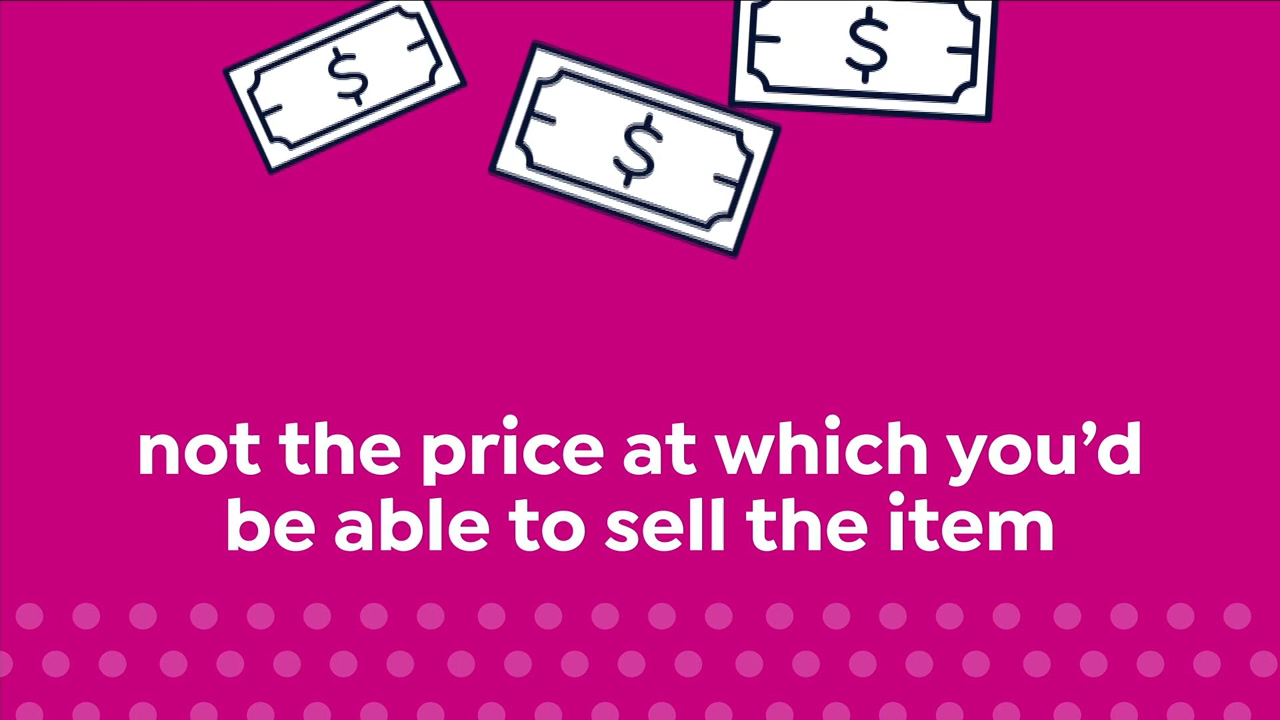 $
$
$
not the price at which you’d
be able to sell the item